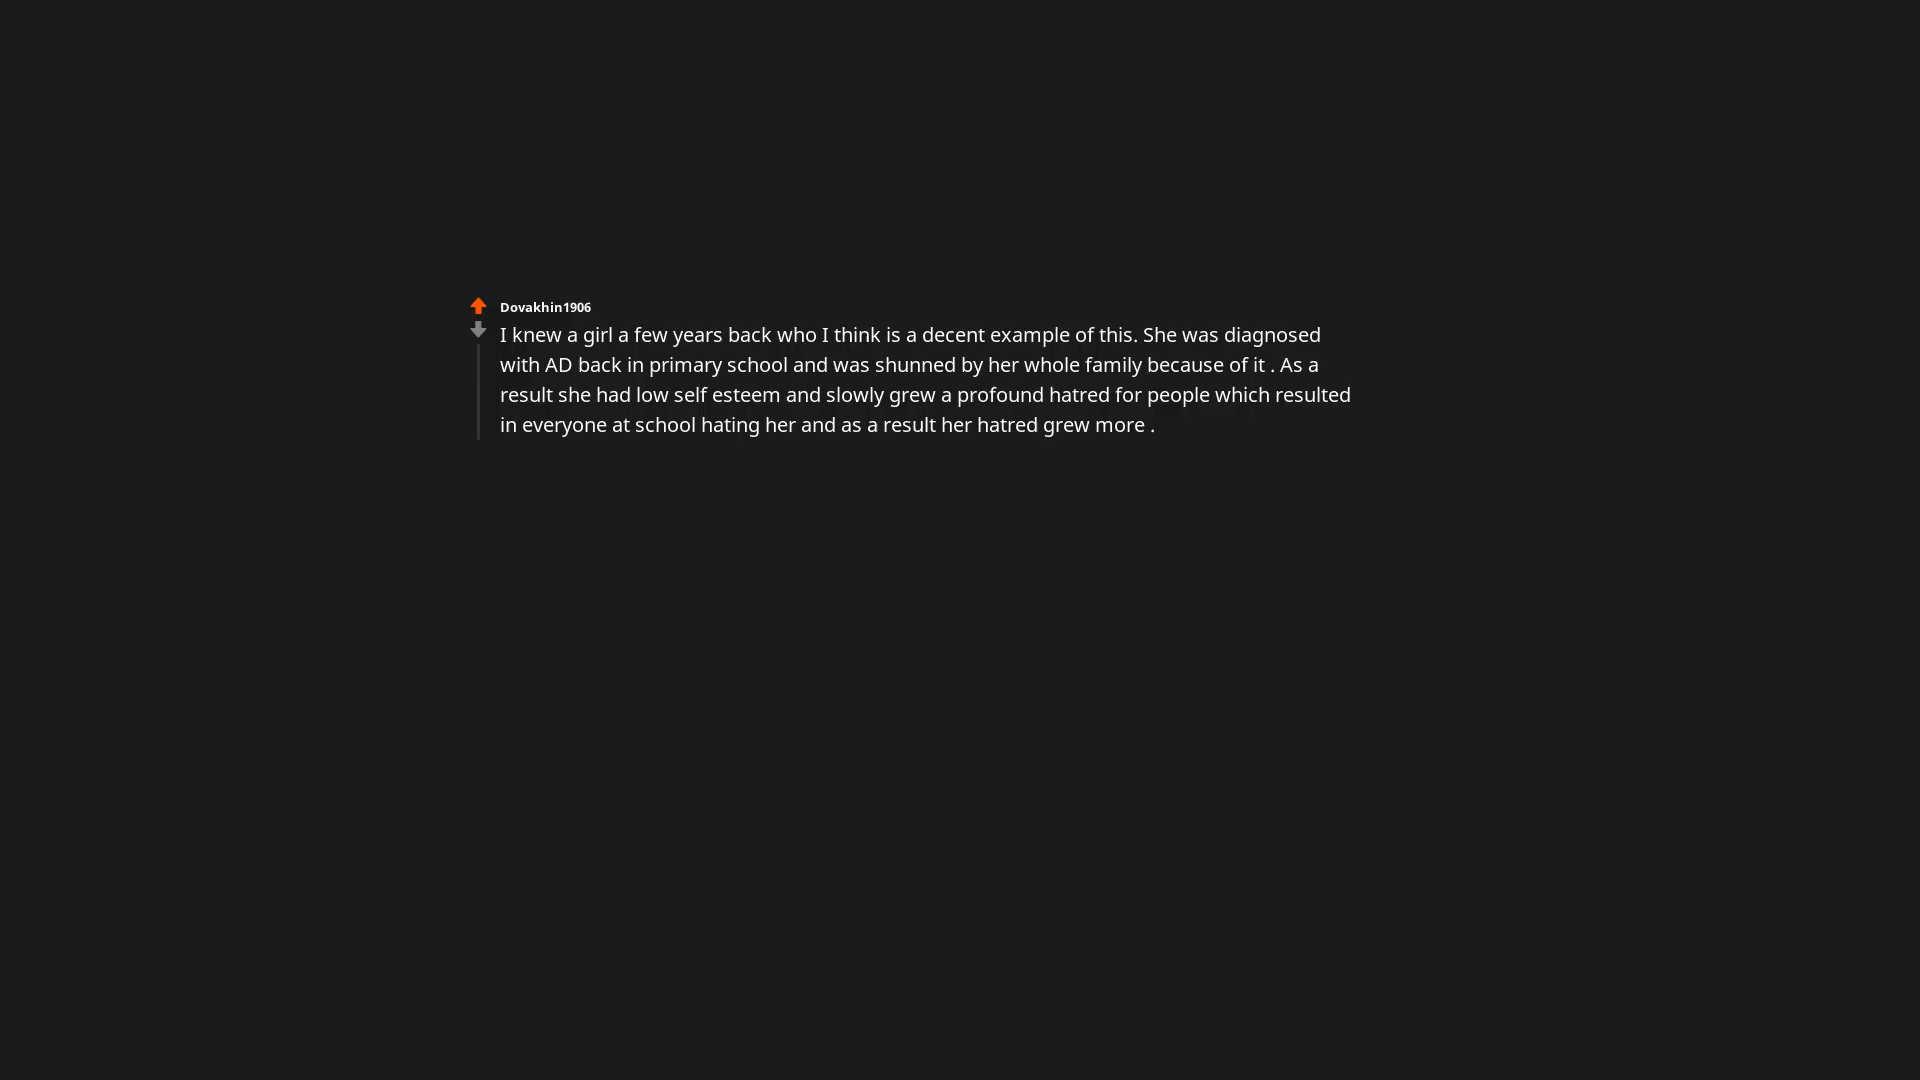 Dovakhin1906
I knew a girl a few years back who I think is a decent example of this. She was diagnosed
with AD back in primary school and was shunned by her whole family because of it . As a
result she had low self esteem and slowly grew a profound hatred for people which resulted
in everyone at school hating her and as a result her hatred grew more .